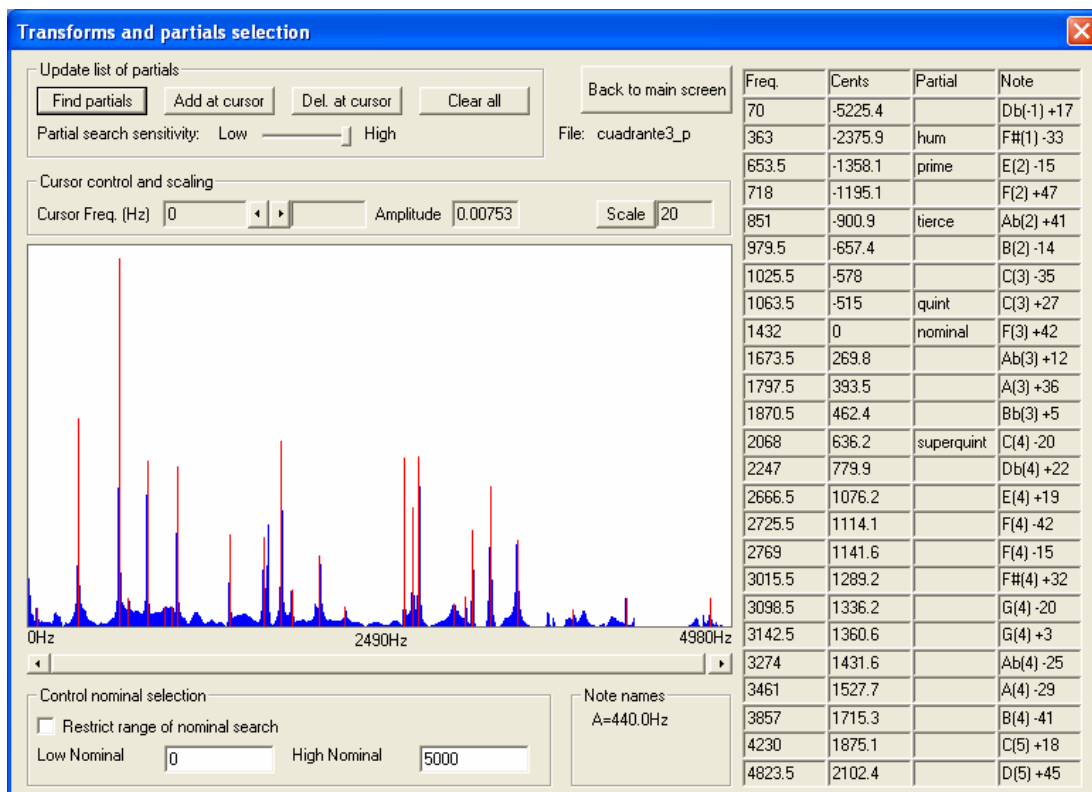 Transforms and partials selection
Update list of partials
Find partials Add at cursor Del. at cursor Clear all
Partial search sensitivity: Low High
Back to main screen
File: cuadrante3_p
Cursor control and scaling
Cursor Freq. (Hz) 0 Amplitude 0.00753 Scale 20
0Hz 2490Hz 4980Hz
Control nominal selection
Restrict range of nominal search
Low Nominal 0 High Nominal 5000
Note names
A=440.0Hz
Freq. Cents Partial Note
70 -5225.4 Db(-1) +17
363 -2375.9 hum F#(1) -33
653.5 -1358.1 prime E(2) -15
718 -1195.1 F(2) +47
851 -900.9 tierce Ab(2) +41
979.5 -657.4 B(2) -14
1025.5 -578 C(3) -35
1063.5 -515 quint C(3) +27
1432 0 nominal F(3) +42
1673.5 269.8 Ab(3) +12
1797.5 393.5 A(3) +36
1870.5 462.4 Bb(3) +5
2068 636.2 superquint C(4) -20
2247 779.9 Db(4) +22
2666.5 1076.2 E(4) +19
2725.5 1114.1 F(4) -42
2769 1141.6 F(4) -15
3015.5 1289.2 F#(4) +32
3098.5 1336.2 G(4) -20
3142.5 1360.6 G(4) +3
3274 1431.6 Ab(4) -25
3461 1527.7 A(4) -29
3857 1715.3 B(4) -41
4230 1875.1 C(5) +18
4823.5 2102.4 D(5) +45